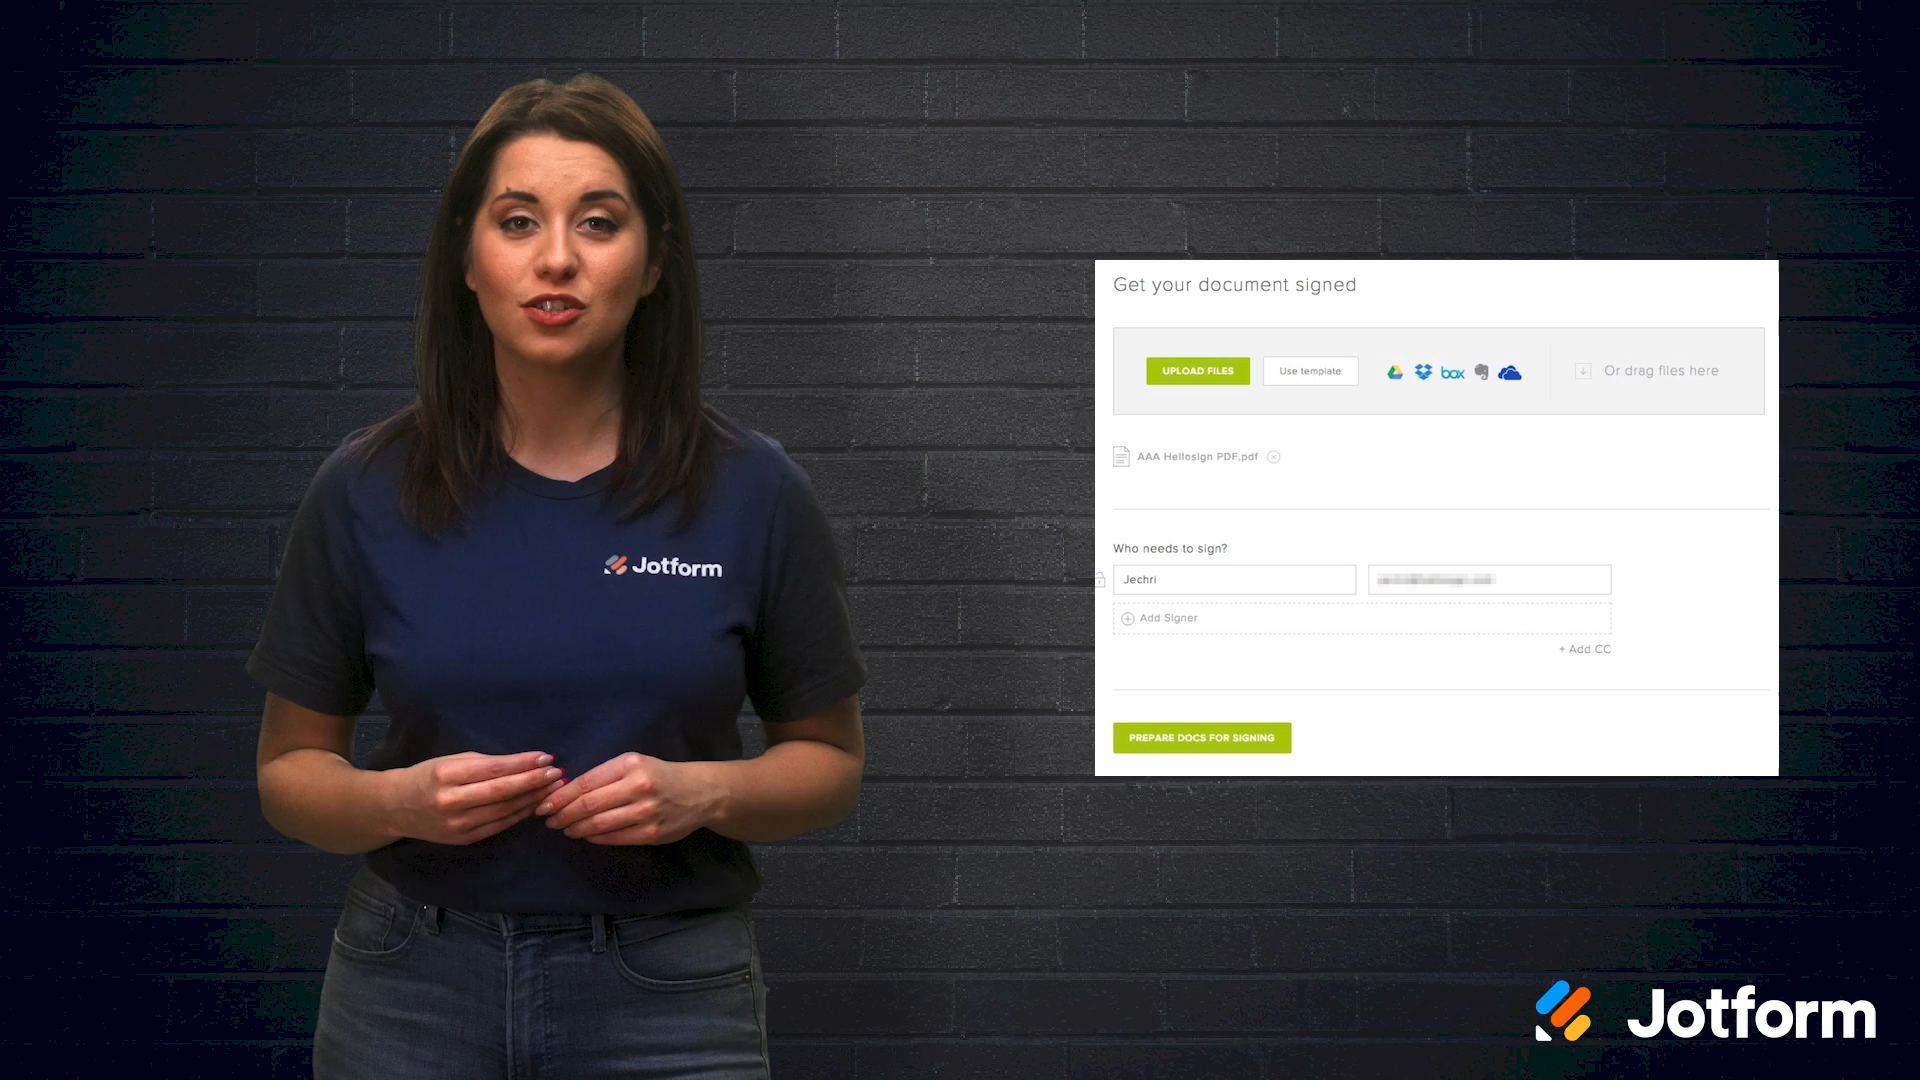 Get your document signed
UPLOAD FILES
Use template
box
Or drag files here
AAA Hellosign PDF.pdf
Who needs to sign?
Jechri
Add Signer
+ Add CC
PREPARE DOCS FOR SIGNING
Jotform
Jotform